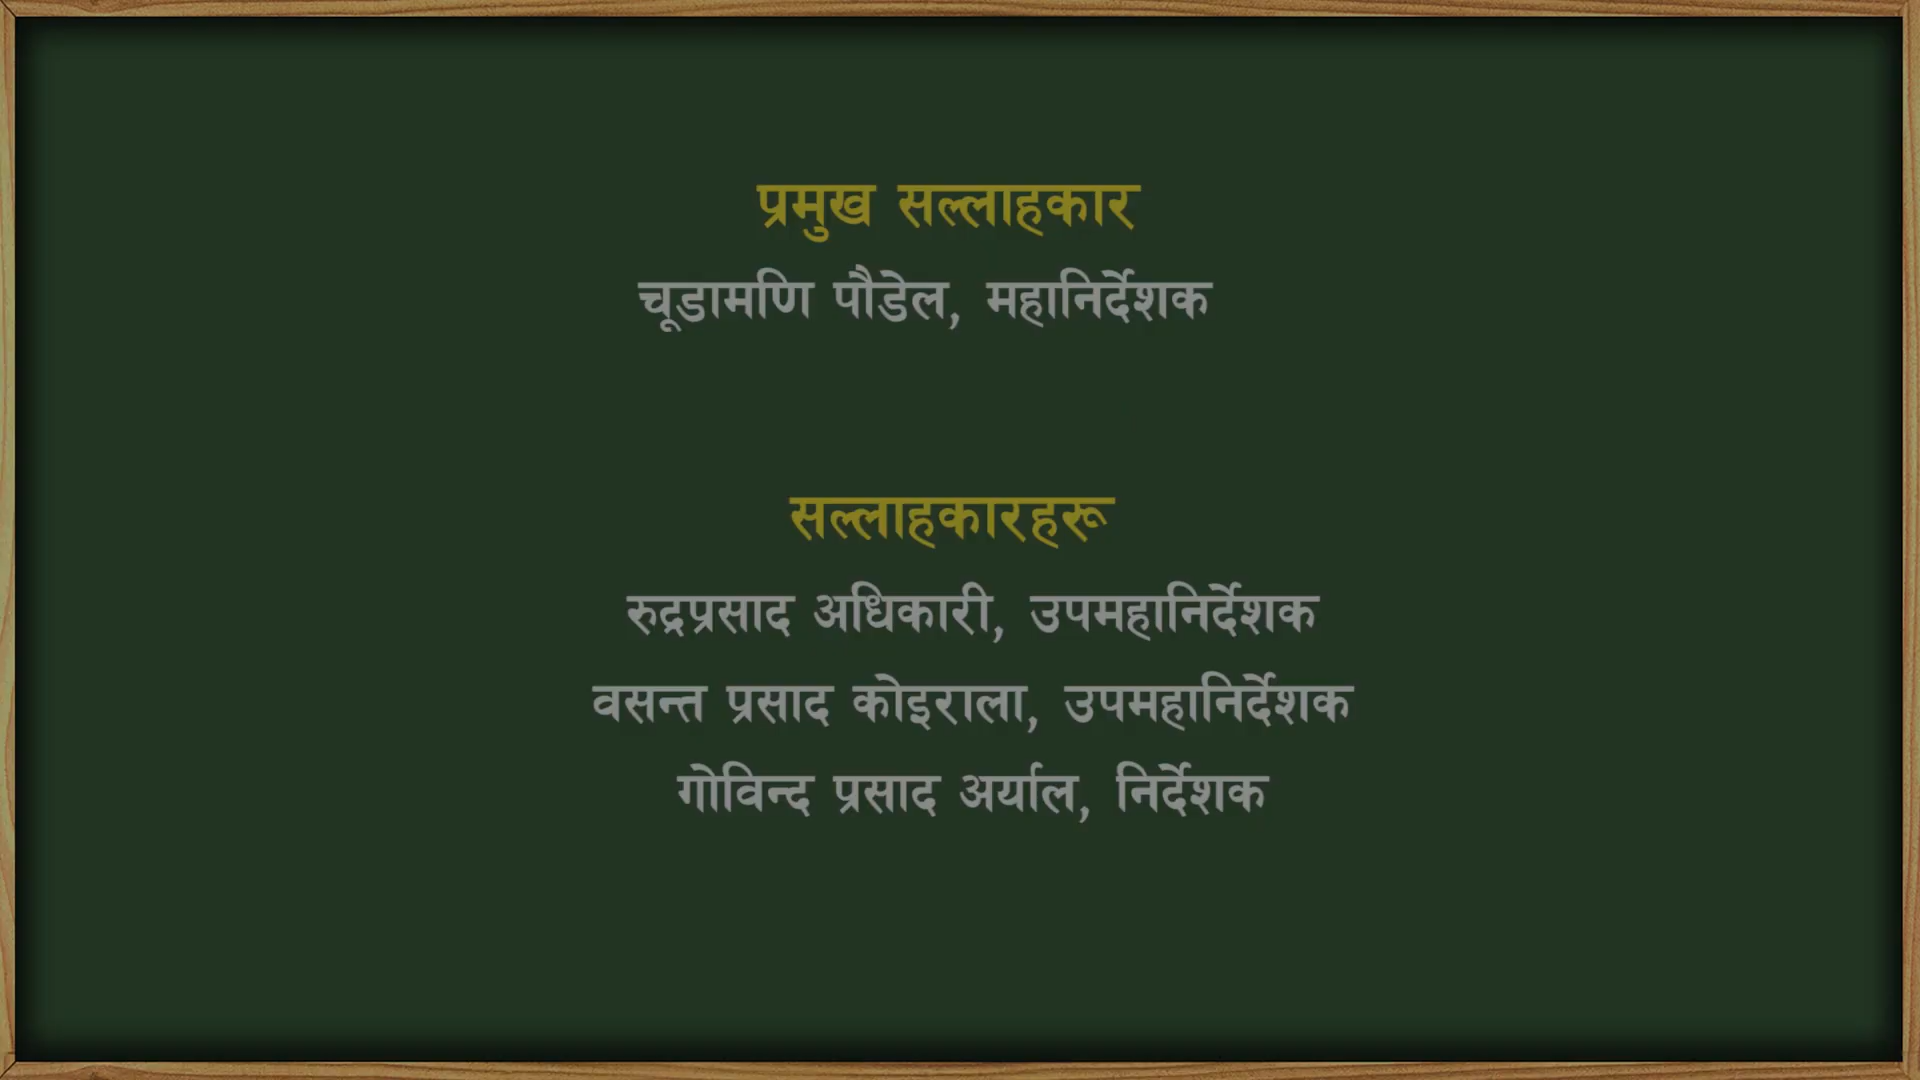 प्रमुख सल्लाहकार
चूडामणि पौडेल, महानिर्देशक
सल्लाहकारहरू
रुद्रप्रसाद अधिकारी, उपमहानिर्देशक
वसन्त प्रसाद कोइराला, उपमहानिर्देशक
गोविन्द प्रसाद अर्याल, निर्देशक